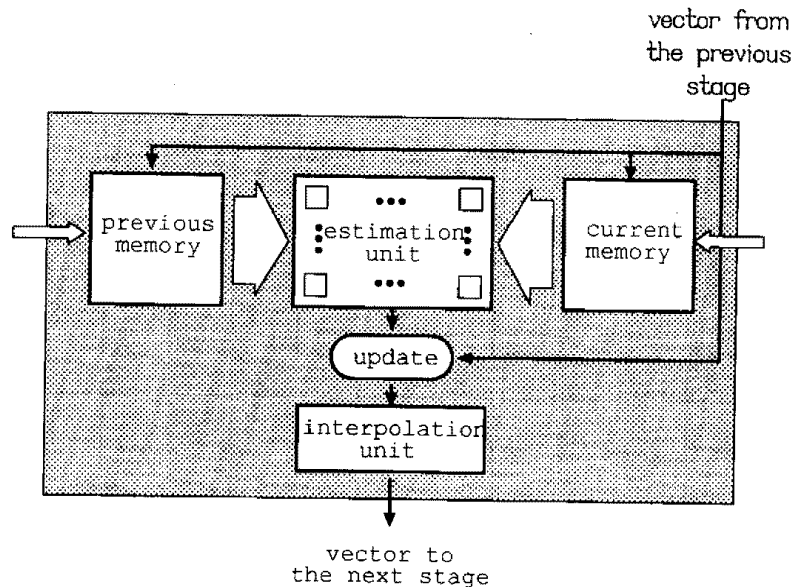 vector from
the previous
stage
previous
memory
estimation
unit
current
memory
update
interpolation
unit
vector to
the next stage